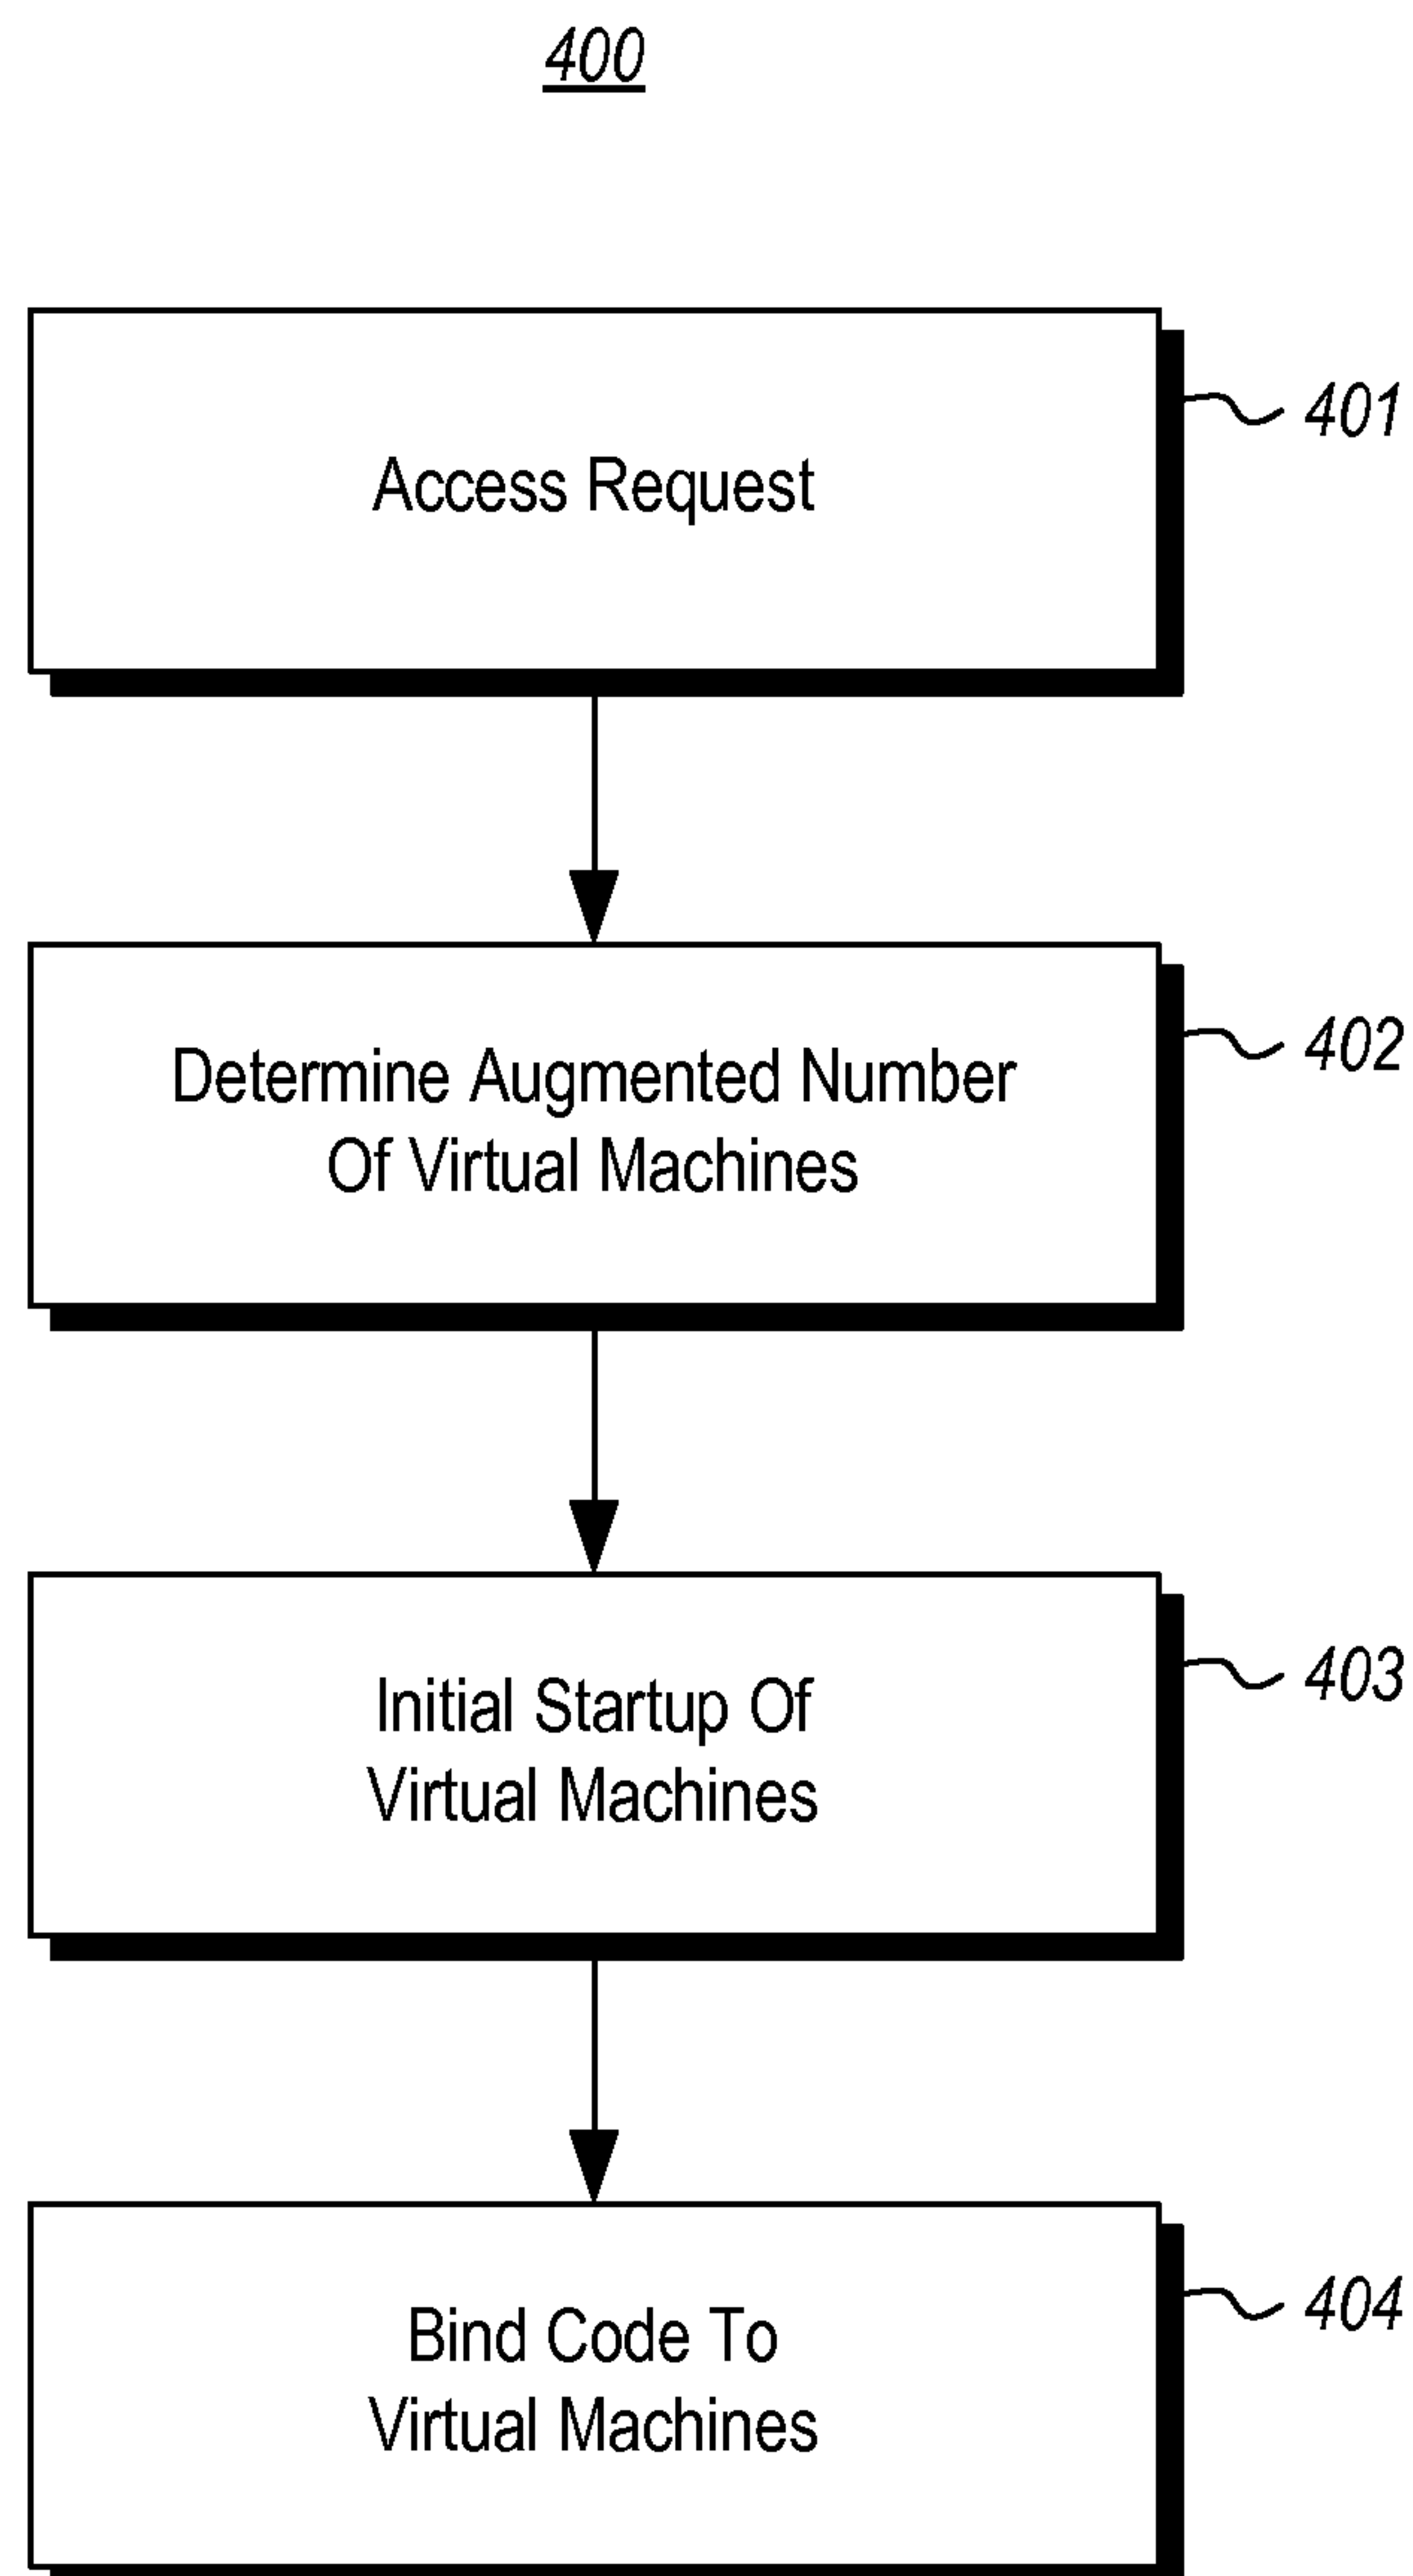 400
Access Request
401
Determine Augmented Number
Of Virtual Machines
402
Initial Startup Of
Virtual Machines
403
Bind Code To
Virtual Machines
404